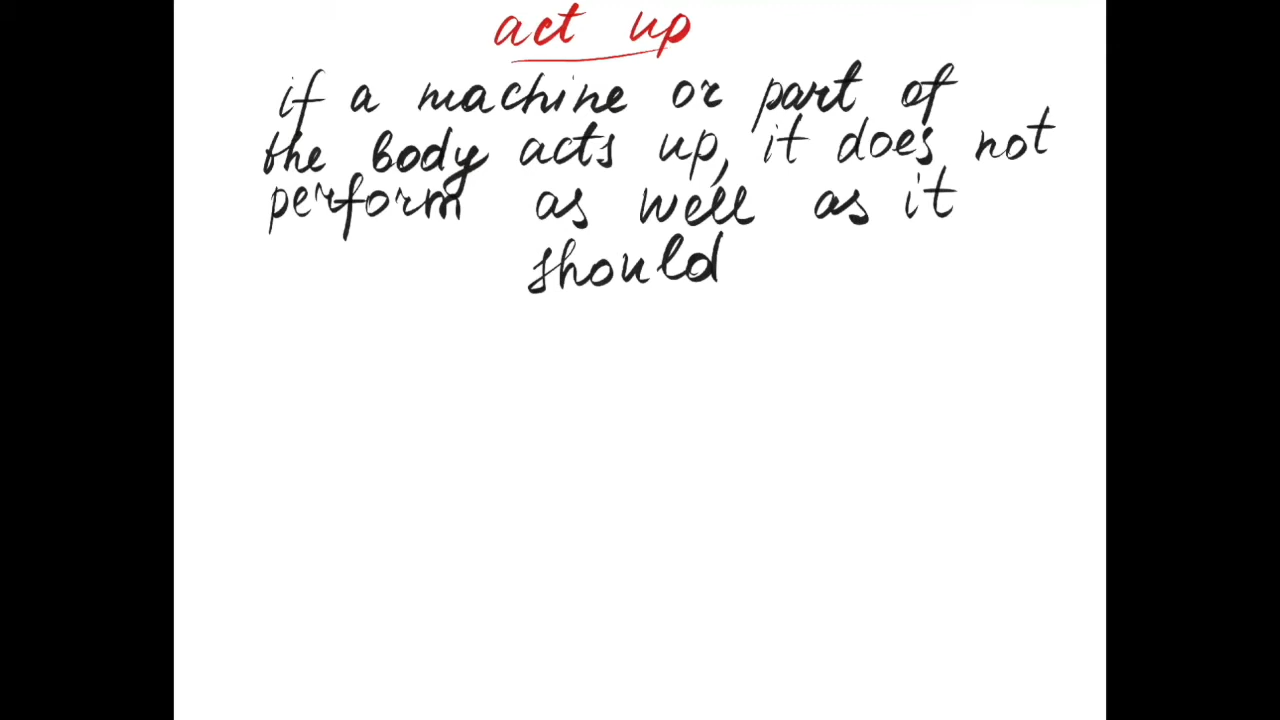 act up
if a machine or part of
the body acts up, it does not
perform as well as it
should